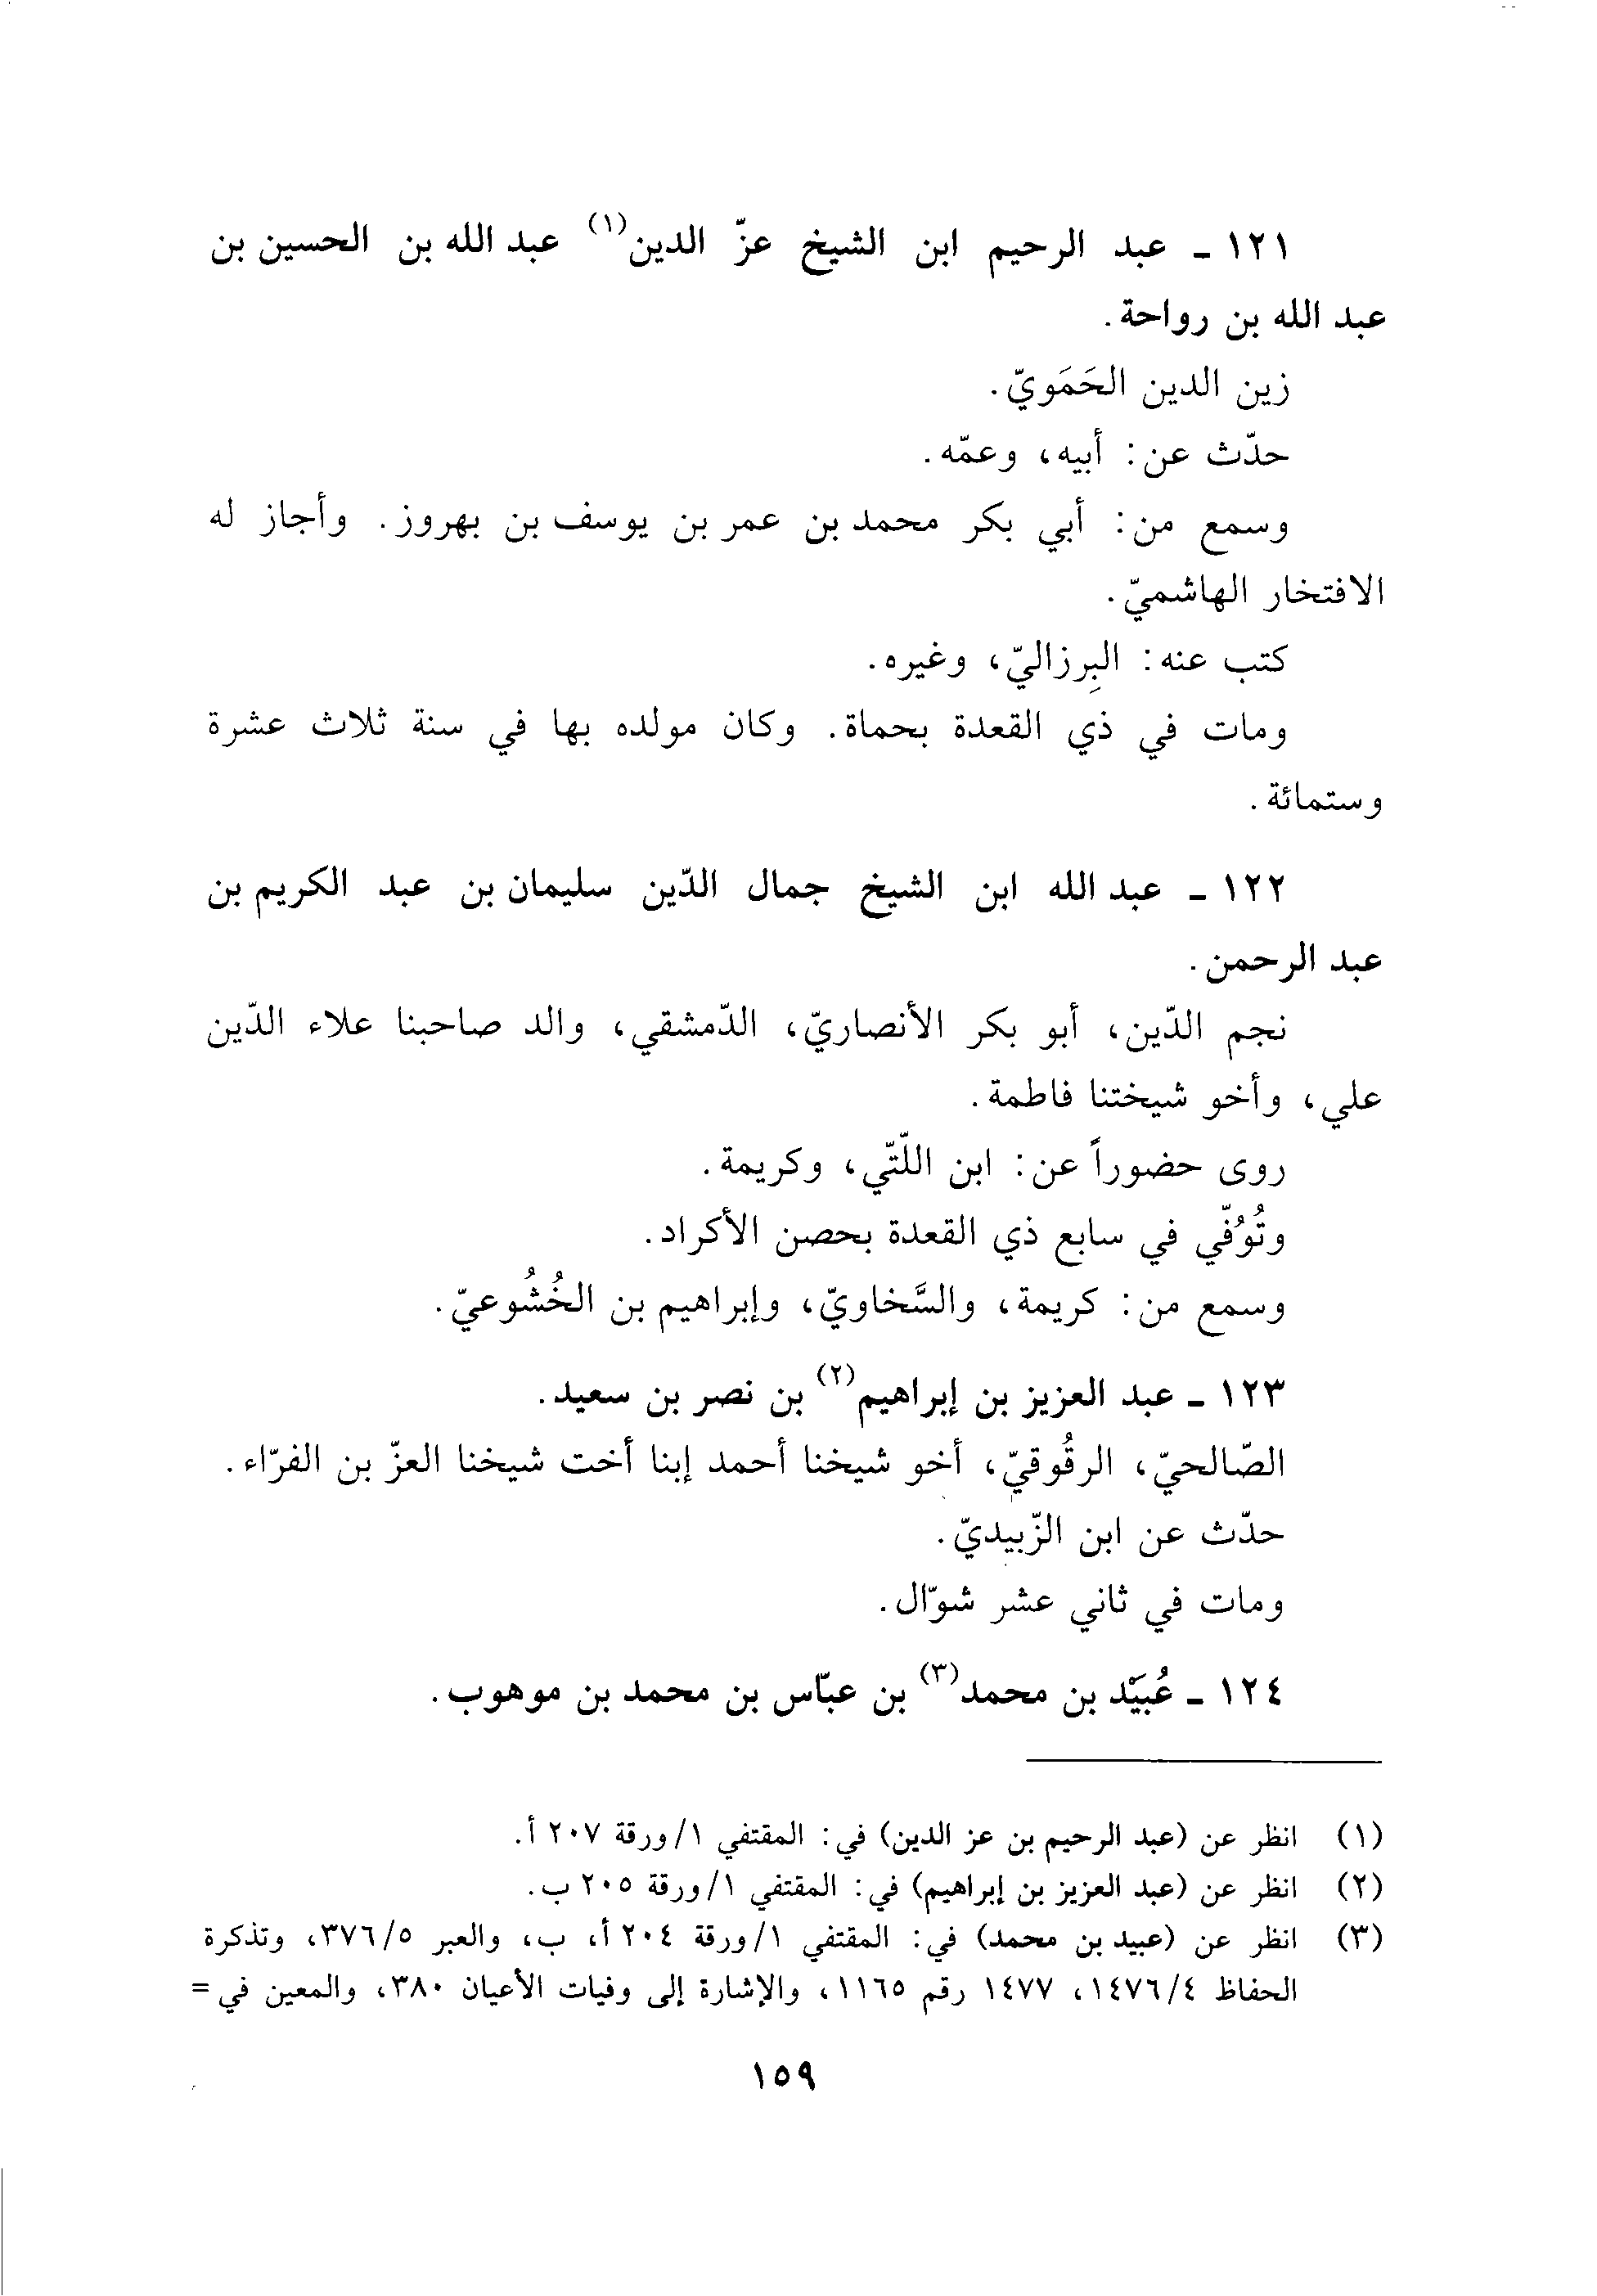 ١٢١ ـ عبد الرحيم ابن الشيخ عزّ الدين(١) عبد الله بن الحسين بن
عبد الله بن رواحة.
زين الدين الحَمَويّ.
حدّث عن: أبيه، وعمّه.
وسمع من: أبي بكر محمد بن عمر بن يوسف بن بهروز. وأجاز له
الافتخار الهاشميّ.
كتب عنه: البِرزاليّ، وغيره.
ومات في ذي القعدة بحماة. وكان مولده بها في سنة ثلاث عشرة
وستمائة.
١٢٢ ـ عبد الله ابن الشيخ جمال الدّين سليمان بن عبد الكريم بن
عبد الرحمن.
نجم الدّين، أبو بكر الأنصاريّ، الدّمشقي، والد صاحبنا علاء الدّين
علي، وأخو شيختنا فاطمة.
روى حضوراً عن: ابن اللّتّي، وكريمة.
وتُوُفّي في سابع ذي القعدة بحصن الأكراد.
وسمع من: كريمة، والسَّخاويّ، وإبراهيم بن الخُشُوعيّ.
١٢٣ ـ عبد العزيز بن إبراهيم(٢) بن نصر بن سعيد.
الصّالحيّ، الرقُوقيّ، أخو شيخنا أحمد إبنا أخت شيخنا العزّ بن الفرّاء.
حدّث عن ابن الزّبيديّ.
ومات في ثاني عشر شوّال.
١٢٤ ـ عُبَيْد بن محمد(٣) بن عبّاس بن محمد بن موهوب.
(١) انظر عن (عبد الرحيم بن عز الدين) في: المقتفي ١/ورقة ٢٠٧ أ.
(٢) انظر عن (عبد العزيز بن إبراهيم) في: المقتفي ١/ورقة ٢٠٥ ب.
(٣) انظر عن (عبيد بن محمد) في: المقتفي ١/ورقة ٢٠٤ أ، ب، والعبر ٣٧٦/٥، وتذكرة
الحفاظ ١٤٧٦/٤، ١٤٧٧ رقم ١١٦٥، والإشارة إلى وفيات الأعيان ٣٨٠، والمعين في =
١٥٩